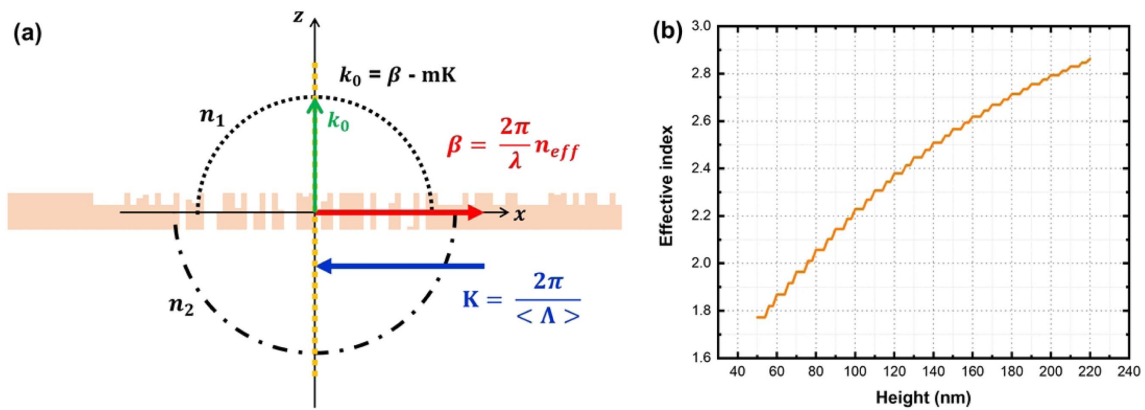 (a)
z
k₀ = β - mK
n₁
k₀
β = 2π/λ n_eff
x
n₂
K = 2π/< Λ >
(b)
Effective index
3.0
2.8
2.6
2.4
2.2
2.0
1.8
1.6
40 60 80 100 120 140 160 180 200 220 240
Height (nm)